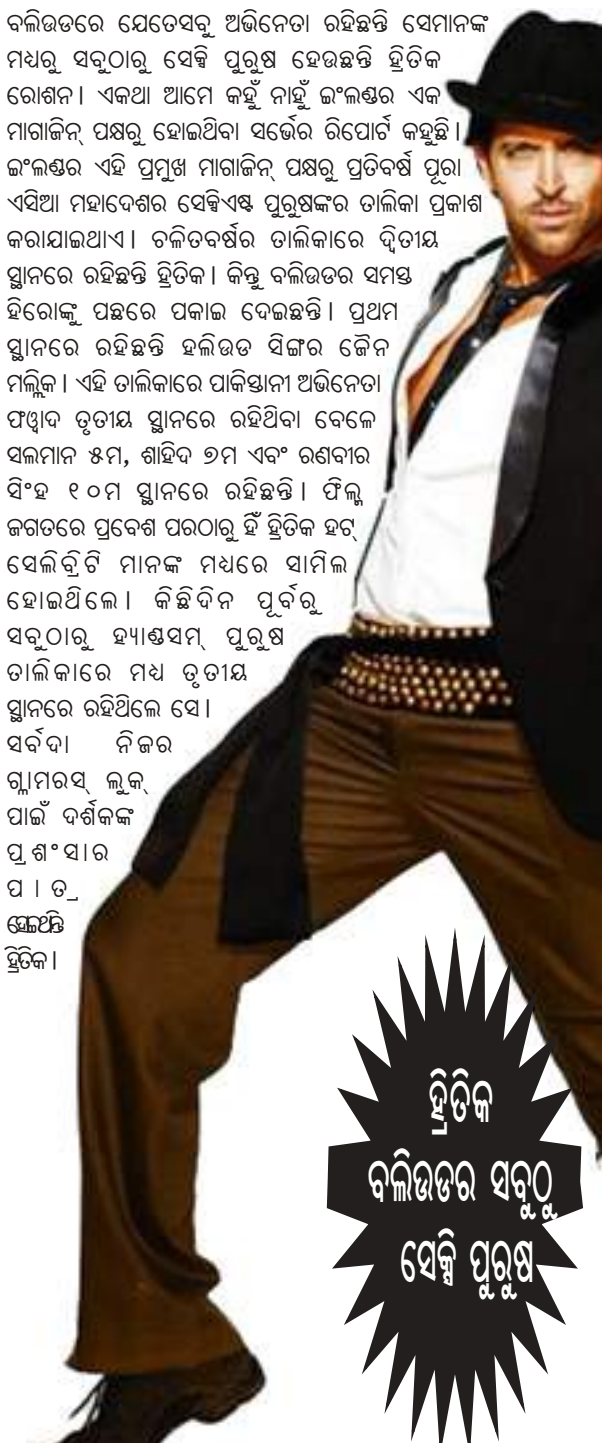 ବଲିଉଡରେ ଯେତେସବୁ ଅଭିନେତା ରହିଛନ୍ତି ସେମାନଙ୍କ
ମଧ୍ୟରୁ ସବୁଠାରୁ ସେକ୍ସି ପୁରୁଷ ହେଉଛନ୍ତି ହ୍ରିତିକ
ରୋଶନ। ଏକଥା ଆମେ କହୁଁ ନାହୁଁ ଇଂଲଣ୍ଡର ଏକ
ମାଗାଜିନ୍ ପକ୍ଷରୁ ହୋଇଥିବା ସର୍ଭେର ରିପୋର୍ଟ କହୁଛି।
ଇଂଲଣ୍ଡର ଏହି ପ୍ରମୁଖ ମାଗାଜିନ୍ ପକ୍ଷରୁ ପ୍ରତିବର୍ଷ ପୂରା
ଏସିଆ ମହାଦେଶର ସେକ୍ସିଏଷ୍ଟ ପୁରୁଷଙ୍କର ତାଲିକା ପ୍ରକାଶ
କରାଯାଇଥାଏ। ଚଳିତବର୍ଷର ତାଲିକାରେ ଦ୍ୱିତୀୟ
ସ୍ଥାନରେ ରହିଛନ୍ତି ହ୍ରିତିକ। କିନ୍ତୁ ବଲିଉଡର ସମସ୍ତ
ହିରୋଙ୍କୁ ପଛରେ ପକାଇ ଦେଇଛନ୍ତି। ପ୍ରଥମ
ସ୍ଥାନରେ ରହିଛନ୍ତି ହଲିଉଡ ସିଙ୍ଗର ଜୈନ
ମଲ୍ଲିକ। ଏହି ତାଲିକାରେ ପାକିସ୍ତାନୀ ଅଭିନେତା
ଫଓ୍ଵାଦ ତୃତୀୟ ସ୍ଥାନରେ ରହିଥିବା ବେଳେ
ସଲମାନ ୫ମ, ଶାହିଦ ୭ମ ଏବଂ ରଣବୀର
ସିଂହ ୧୦ମ ସ୍ଥାନରେ ରହିଛନ୍ତି। ଫିଲ୍ମ
ଜଗତରେ ପ୍ରବେଶ ପରଠାରୁ ହିଁ ହ୍ରିତିକ ହଟ୍
ସେଲିବ୍ରିଟି ମାନଙ୍କ ମଧ୍ୟରେ ସାମିଲ
ହୋଇଥିଲେ। କିଛିଦିନ ପୂର୍ବରୁ
ସବୁଠାରୁ ହ୍ୟାଣ୍ଡସମ୍ ପୁରୁଷ
ତାଲିକାରେ ମଧ୍ୟ ତୃତୀୟ
ସ୍ଥାନରେ ରହିଥିଲେ ସେ।
ସର୍ବଦା ନିଜର
ଗ୍ଳାମରସ୍ ଲୁକ୍
ପାଇଁ ଦର୍ଶକଙ୍କ
ପ୍ରଶଂସାର
ପାତ୍ର
ହୋଇଥାନ୍ତି
ହ୍ରିତିକ।
ହ୍ରିତିକ
ବଲିଉଡର ସବୁଠୁ
ସେକ୍ସି ପୁରୁଷ